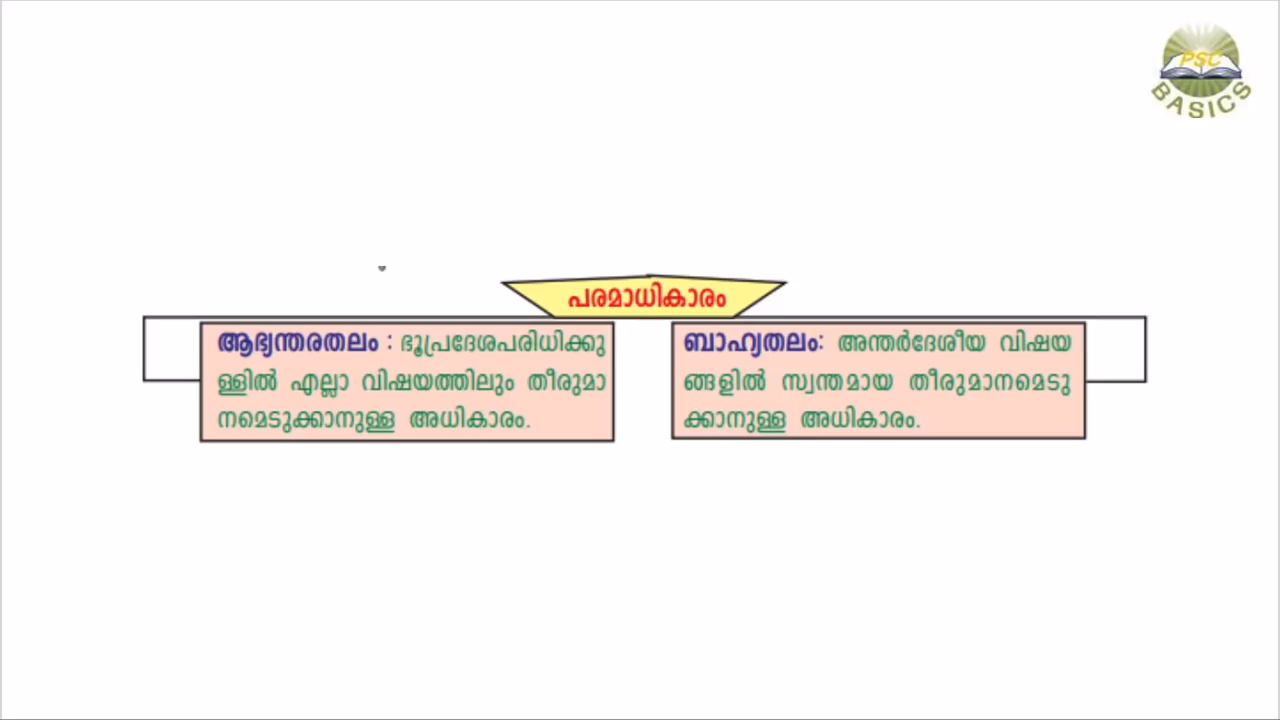 PSC
BASICS
പരമാധികാരം
ആഭ്യന്തരതലം : ഭൂപ്രദേശപരിധിക്കു
ള്ളിൽ എല്ലാ വിഷയത്തിലും തീരുമാ
നമെടുക്കാനുള്ള അധികാരം.
ബാഹ്യതലം: അന്തർദേശീയ വിഷയ
ങ്ങളിൽ സ്വന്തമായ തീരുമാനമെടു
ക്കാനുള്ള അധികാരം.